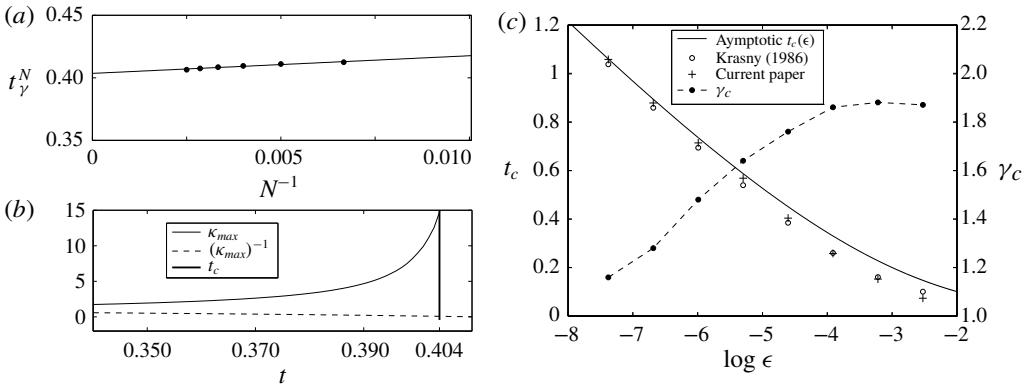 (a)
0.45
0.40
0.35
t_γ^N
0 0.005 0.010
N⁻¹
(b)
15
10
5
0
κ_max
(κ_max)⁻¹
t_c
0.350 0.370 0.390 0.404
t
(c)
1.2
1
0.8
0.6
0.4
0.2
0
t_c
Aymptotic t_c(ϵ)
Krasny (1986)
Current paper
γ_c
2.2
2.0
1.8
1.6
1.4
1.2
1.1
1.0
γ_c
−8 −7 −6 −5 −4 −3 −2
log ϵ